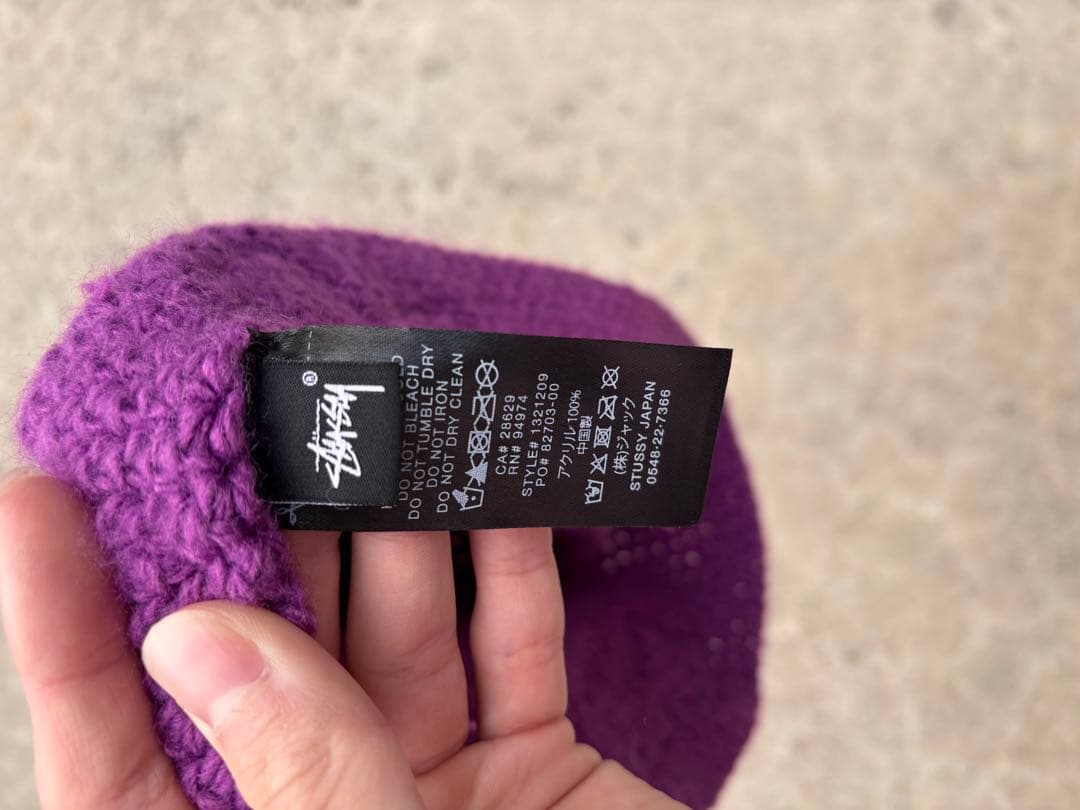 Stüssy®
DO NOT BLEACH
DO NOT TUMBLE DRY
DO NOT IRON
DO NOT DRY CLEAN
CA# 28629
RN# 94974
STYLE# 1321209
PO# 82703-00
アクリル100%
中国製
(株)ジャック
STUSSY JAPAN
0548-22-7366